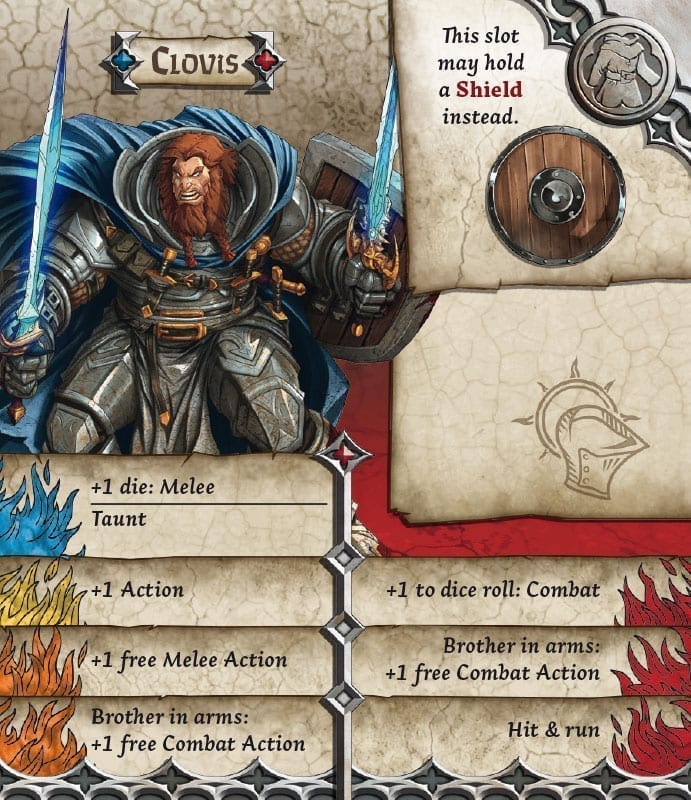 Clovis
This slot
may hold
a Shield
instead.
+1 die: Melee
Taunt
+1 Action
+1 free Melee Action
Brother in arms:
+1 free Combat Action
+1 to dice roll: Combat
Brother in arms:
+1 free Combat Action
Hit & run